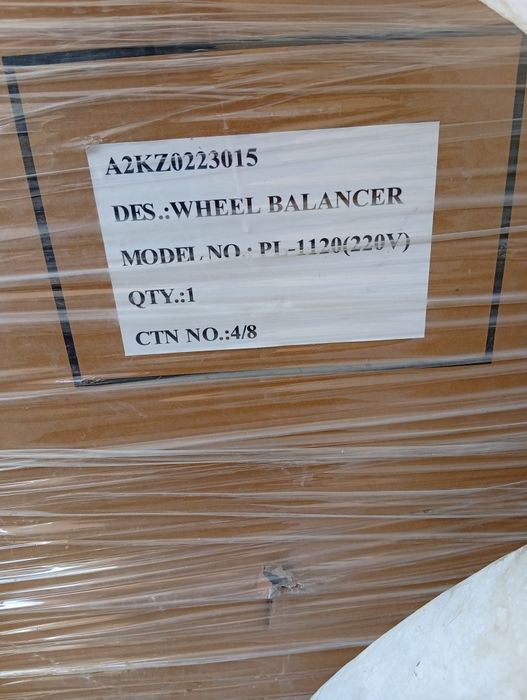 A2KZ0223015
DES.:WHEEL BALANCER
MODEL NO.: PL-1120(220V)
QTY.:1
CTN NO.:4/8